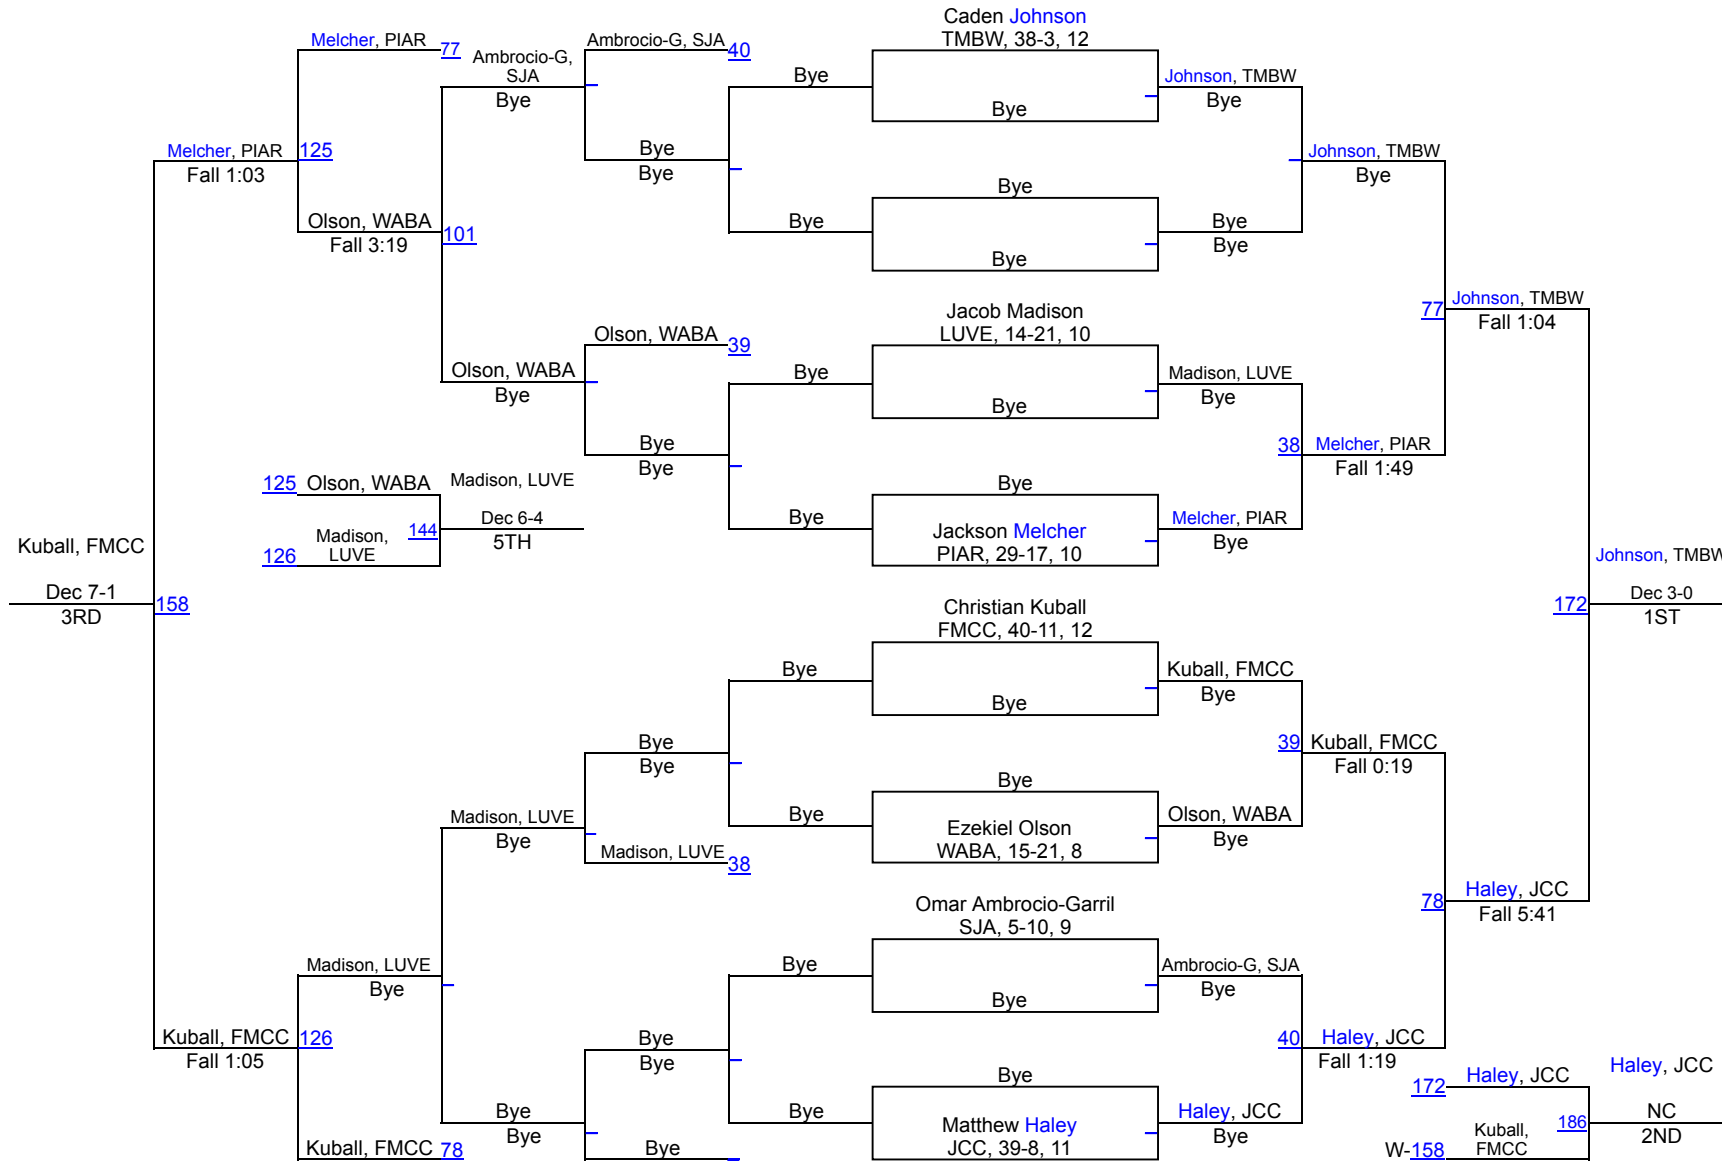 Caden Johnson
TMBW, 38-3, 12
Melcher, PIAR 77
Ambrocio-G,
SJA
Bye
Ambrocio-G, SJA 40
Bye
Bye
Johnson, TMBW
Bye
Melcher, PIAR 125
Fall 1:03
Bye
Bye
Johnson, TMBW
Bye
Bye
Olson, WABA
Fall 3:19
101
Bye
Bye
Bye
Bye
Jacob Madison
LUVE, 14-21, 10
77 Johnson, TMBW
Fall 1:04
Olson, WABA 39
Olson, WABA
Bye
Bye
Bye
Madison, LUVE
Bye
Bye
Bye
38 Melcher, PIAR
Fall 1:49
125 Olson, WABA
Madison, LUVE
Bye
Bye
Jackson Melcher
PIAR, 29-17, 10
Melcher, PIAR
Bye
Madison,
LUVE
144
Dec 6-4
5TH
126
Kuball, FMCC
Dec 7-1
3RD
158
Johnson, TMBW
172
Dec 3-0
1ST
Christian Kuball
FMCC, 40-11, 12
Bye
Bye
Kuball, FMCC
Bye
Bye
Bye
39 Kuball, FMCC
Fall 0:19
Madison, LUVE
Bye
Bye
Bye
Ezekiel Olson
WABA, 15-21, 8
Olson, WABA
Bye
Madison, LUVE 38
Omar Ambrocio-Garril
SJA, 5-10, 9
78 Haley, JCC
Fall 5:41
Madison, LUVE
Bye
Bye
Bye
Ambrocio-G, SJA
Bye
Kuball, FMCC 126
Fall 1:05
Bye
Bye
40 Haley, JCC
Fall 1:19
Bye
Bye
Bye
Bye
Matthew Haley
JCC, 39-8, 11
Haley, JCC
Bye
172 Haley, JCC
Haley, JCC
186
NC
2ND
Kuball, FMCC 78
Bye
W-158
Kuball,
FMCC